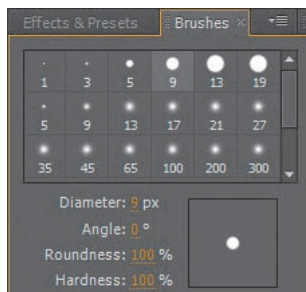 Effects & Presets Brushes ×
1 3 5 9 13 19
5 9 13 17 21 27
35 45 65 100 200 300
Diameter: 9 px
Angle: 0 °
Roundness: 100 %
Hardness: 100 %